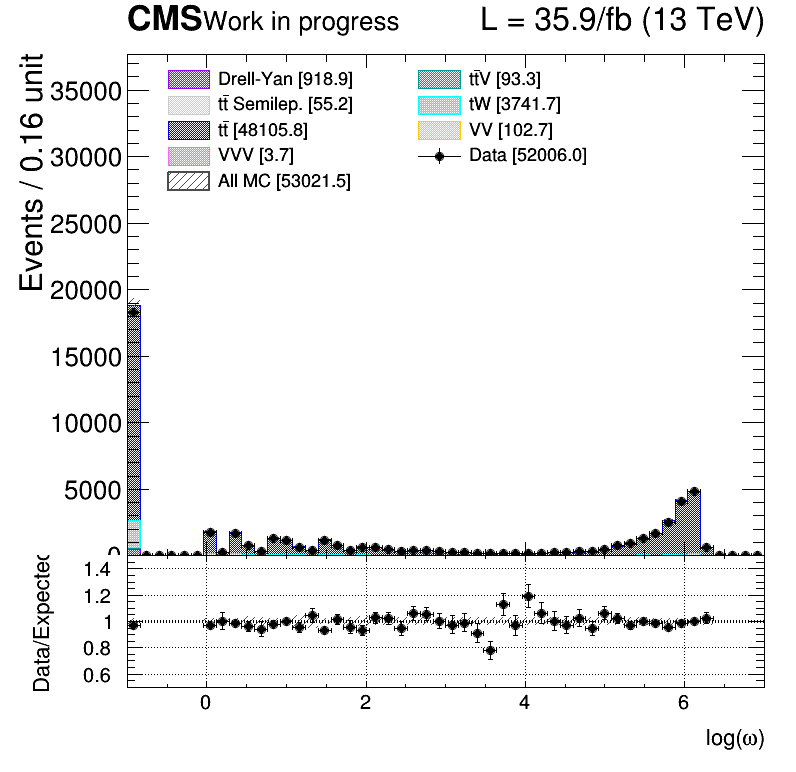 CMS Work in progress L = 35.9/fb (13 TeV)
Events / 0.16 unit
Drell-Yan [918.9]
tt̄ Semilep. [55.2]
tt̄ [48105.8]
VVV [3.7]
All MC [53021.5]
tt̄V [93.3]
tW [3741.7]
VV [102.7]
Data [52006.0]
35000
30000
25000
20000
15000
10000
5000
0
Data/Expected
1.4
1.2
1
0.8
0.6
0 2 4 6
log(ω)